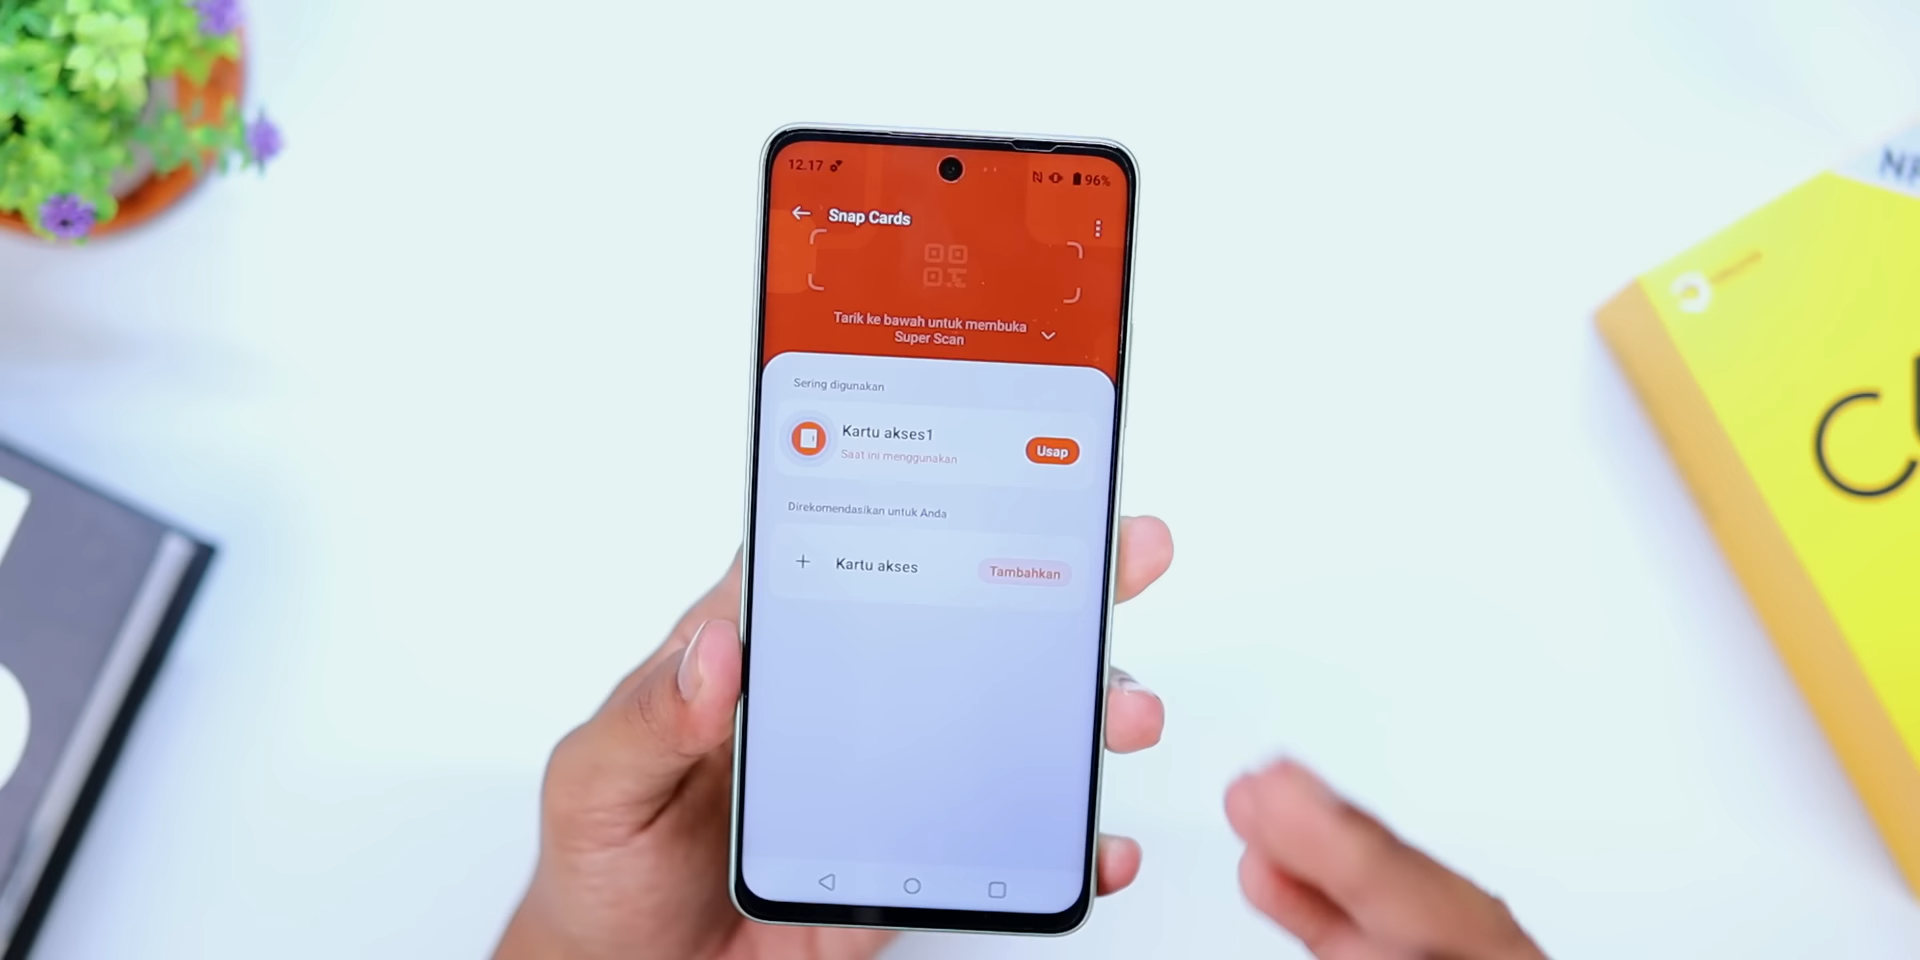 12.17
96%
Snap Cards
Tarik ke bawah untuk membuka
Super Scan
Sering digunakan
Kartu akses1
Saat ini menggunakan
Usap
Direkomendasikan untuk Anda
+ Kartu akses
Tambahkan